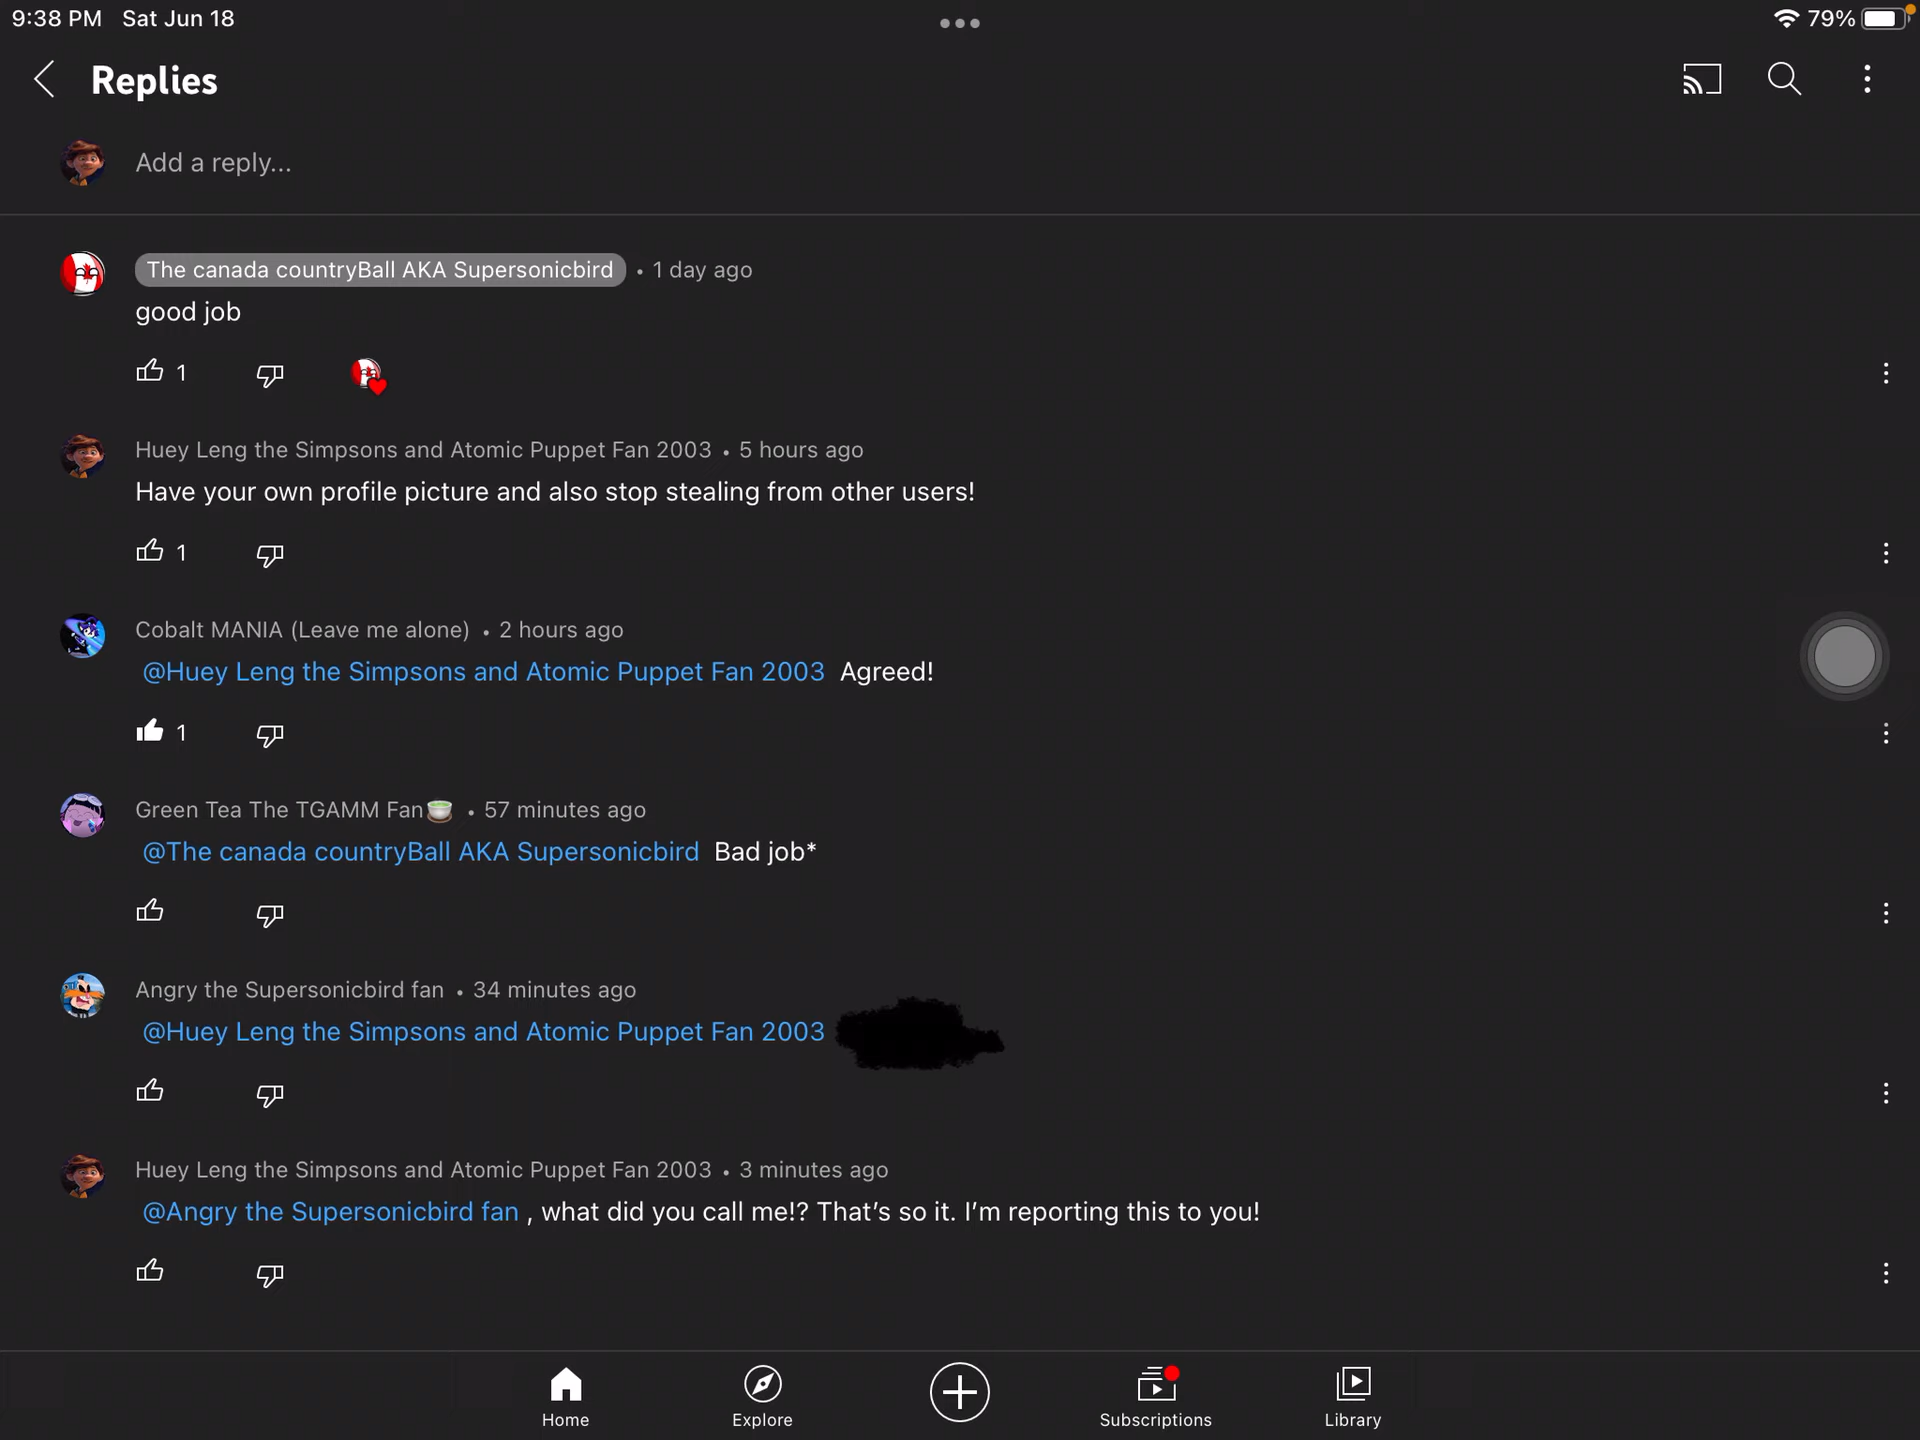 9:38 PM Sat Jun 18
79%
Replies
Add a reply...
The canada countryBall AKA Supersonicbird • 1 day ago
good job
1
Huey Leng the Simpsons and Atomic Puppet Fan 2003 • 5 hours ago
Have your own profile picture and also stop stealing from other users!
1
Cobalt MANIA (Leave me alone) • 2 hours ago
@Huey Leng the Simpsons and Atomic Puppet Fan 2003 Agreed!
1
Green Tea The TGAMM Fan🍵 • 57 minutes ago
@The canada countryBall AKA Supersonicbird Bad job*
Angry the Supersonicbird fan • 34 minutes ago
@Huey Leng the Simpsons and Atomic Puppet Fan 2003
Huey Leng the Simpsons and Atomic Puppet Fan 2003 • 3 minutes ago
@Angry the Supersonicbird fan , what did you call me!? That’s so it. I’m reporting this to you!
Home Explore Subscriptions Library